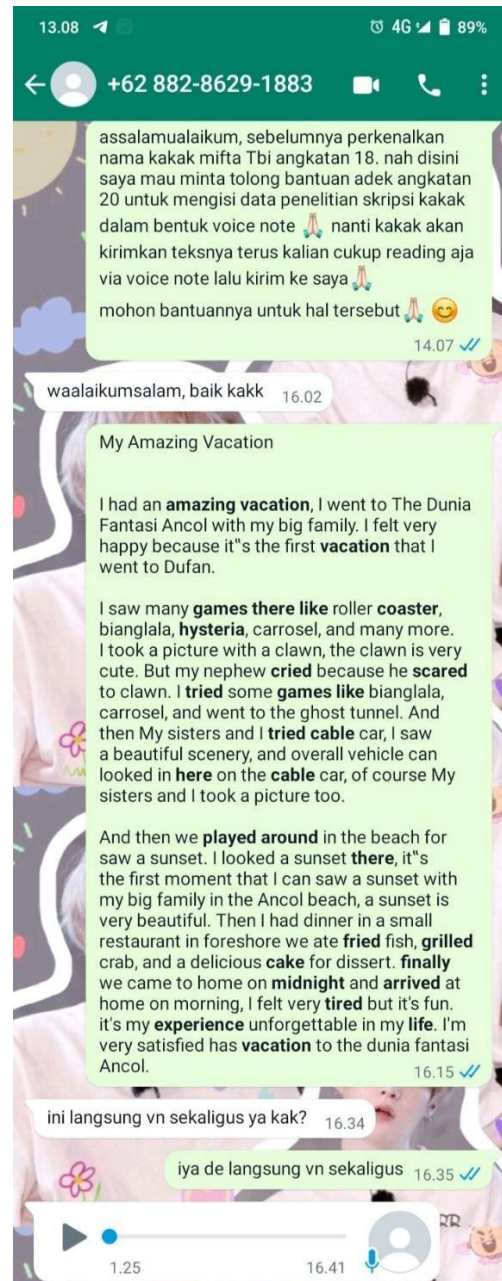 13.08
4G 89%
+62 882-8629-1883
assalamualaikum, sebelumnya perkenalkan
nama kakak mifta Tbi angkatan 18. nah disini
saya mau minta tolong bantuan adek angkatan
20 untuk mengisi data penelitian skripsi kakak
dalam bentuk voice note 🙏🏻 nanti kakak akan
kirimkan teksnya terus kalian cukup reading aja
via voice note lalu kirim ke saya 🙏🏻
mohon bantuannya untuk hal tersebut 🙏🏻 😊
14.07
waalaikumsalam, baik kakk 16.02
My Amazing Vacation
I had an amazing vacation, I went to The Dunia
Fantasi Ancol with my big family. I felt very
happy because it"s the first vacation that I
went to Dufan.
I saw many games there like roller coaster,
bianglala, hysteria, carrosel, and many more.
I took a picture with a clawn, the clawn is very
cute. But my nephew cried because he scared
to clawn. I tried some games like bianglala,
carrosel, and went to the ghost tunnel. And
then My sisters and I tried cable car, I saw
a beautiful scenery, and overall vehicle can
looked in here on the cable car, of course My
sisters and I took a picture too.
And then we played around in the beach for
saw a sunset. I looked a sunset there, it"s
the first moment that I can saw a sunset with
my big family in the Ancol beach, a sunset is
very beautiful. Then I had dinner in a small
restaurant in foreshore we ate fried fish, grilled
crab, and a delicious cake for dissert. finally
we came to home on midnight and arrived at
home on morning, I felt very tired but it's fun.
it's my experience unforgettable in my life. I'm
very satisfied has vacation to the dunia fantasi
Ancol.
16.15
ini langsung vn sekaligus ya kak? 16.34
iya de langsung vn sekaligus 16.35
1.25 16.41